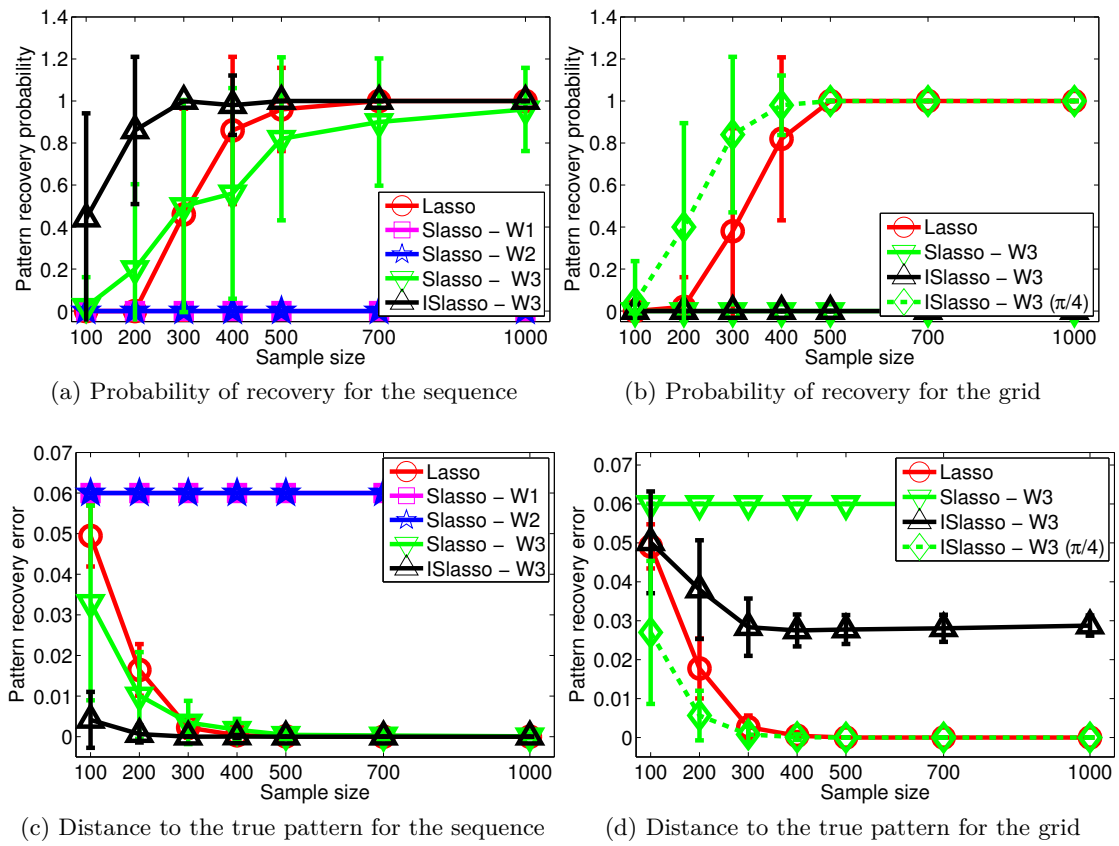 1.4
1.2
1
0.8
0.6
0.4
0.2
0
Pattern recovery probability
100 200 300 400 500 700 1000
Sample size
Lasso
Slasso − W1
Slasso − W2
Slasso − W3
ISlasso − W3
(a) Probability of recovery for the sequence
1.4
1.2
1
0.8
0.6
0.4
0.2
0
Pattern recovery probability
100 200 300 400 500 700 1000
Sample size
Lasso
Slasso − W3
ISlasso − W3
ISlasso − W3 (π/4)
(b) Probability of recovery for the grid
0.07
0.06
0.05
0.04
0.03
0.02
0.01
0
Pattern recovery error
100 200 300 400 500 700 1000
Sample size
Lasso
Slasso − W1
Slasso − W2
Slasso − W3
ISlasso − W3
(c) Distance to the true pattern for the sequence
0.07
0.06
0.05
0.04
0.03
0.02
0.01
0
Pattern recovery error
100 200 300 400 500 700 1000
Sample size
Lasso
Slasso − W3
ISlasso − W3
ISlasso − W3 (π/4)
(d) Distance to the true pattern for the grid